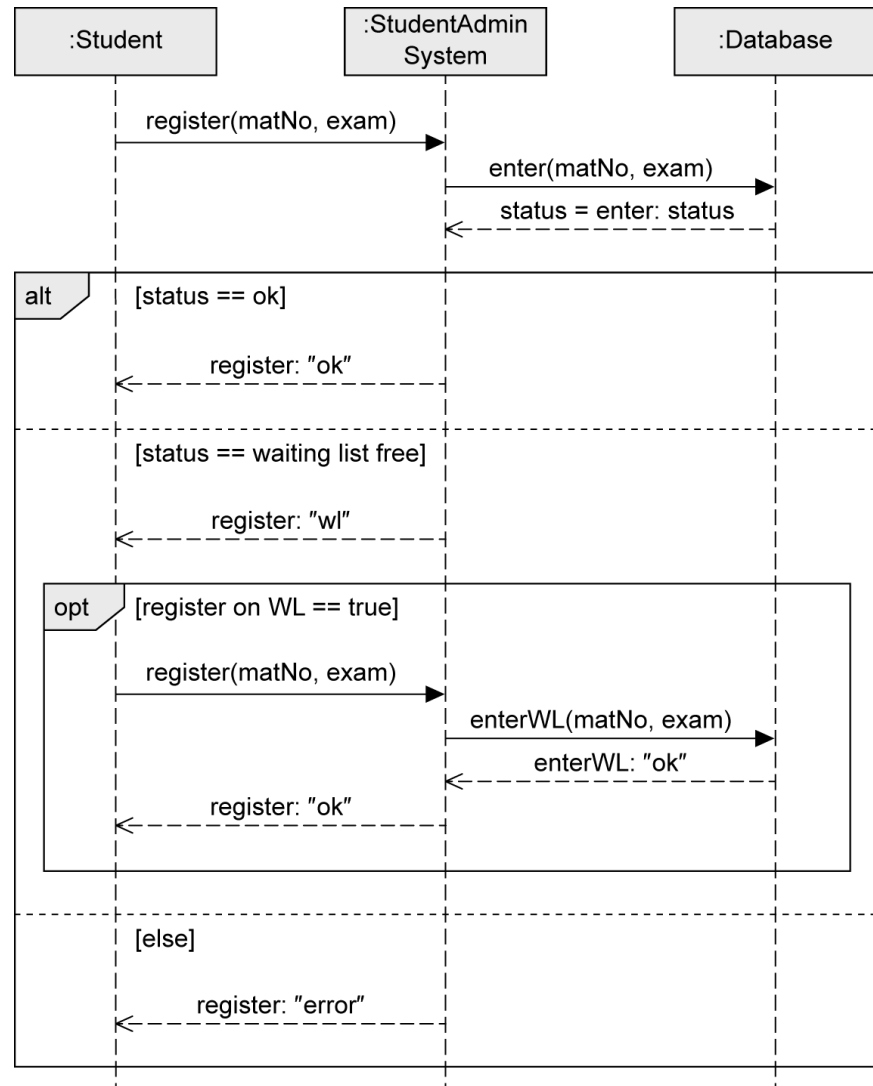 :Student
:StudentAdmin
System
:Database
register(matNo, exam)
enter(matNo, exam)
status = enter: status
alt
[status == ok]
register: "ok"
[status == waiting list free]
register: "wl"
opt
[register on WL == true]
register(matNo, exam)
enterWL(matNo, exam)
enterWL: "ok"
register: "ok"
[else]
register: "error"